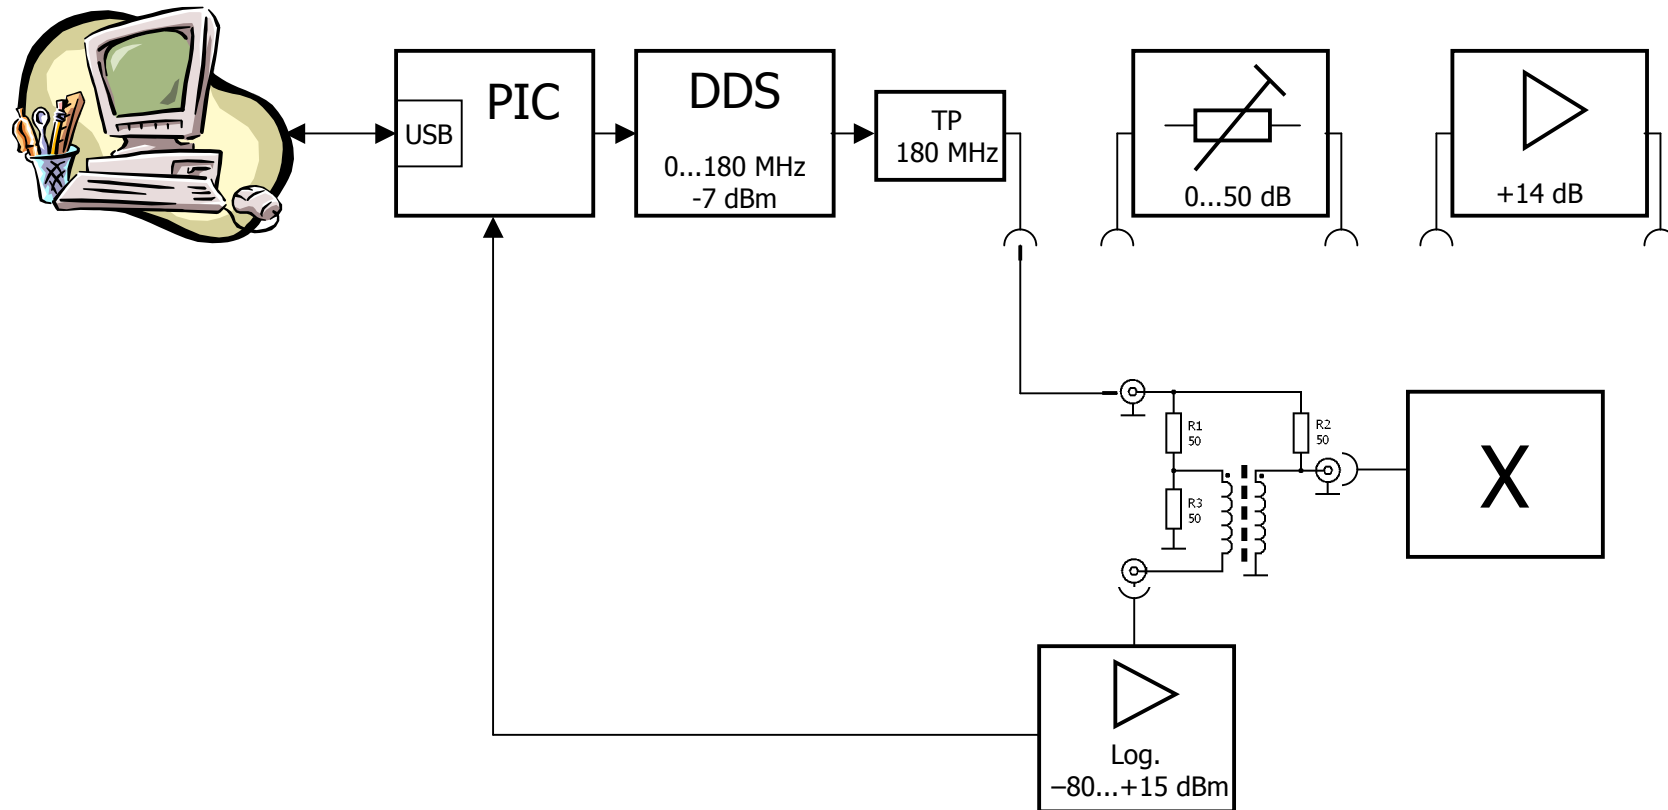 USB
PIC
DDS
0...180 MHz
-7 dBm
TP
180 MHz
0...50 dB
+14 dB
R1
50
R2
50
R3
50
X
Log.
–80...+15 dBm